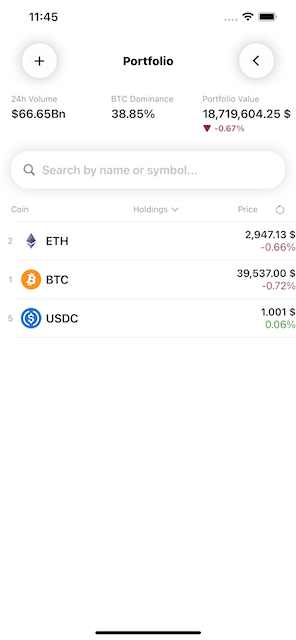 11:45
Portfolio
24h Volume BTC Dominance Portfolio Value
$66.65Bn 38.85% 18,719,604.25 $
-0.67%
Search by name or symbol...
Coin Holdings Price
2 ETH 2,947.13 $
-0.66%
1 BTC 39,537.00 $
-0.72%
5 USDC 1.001 $
0.06%